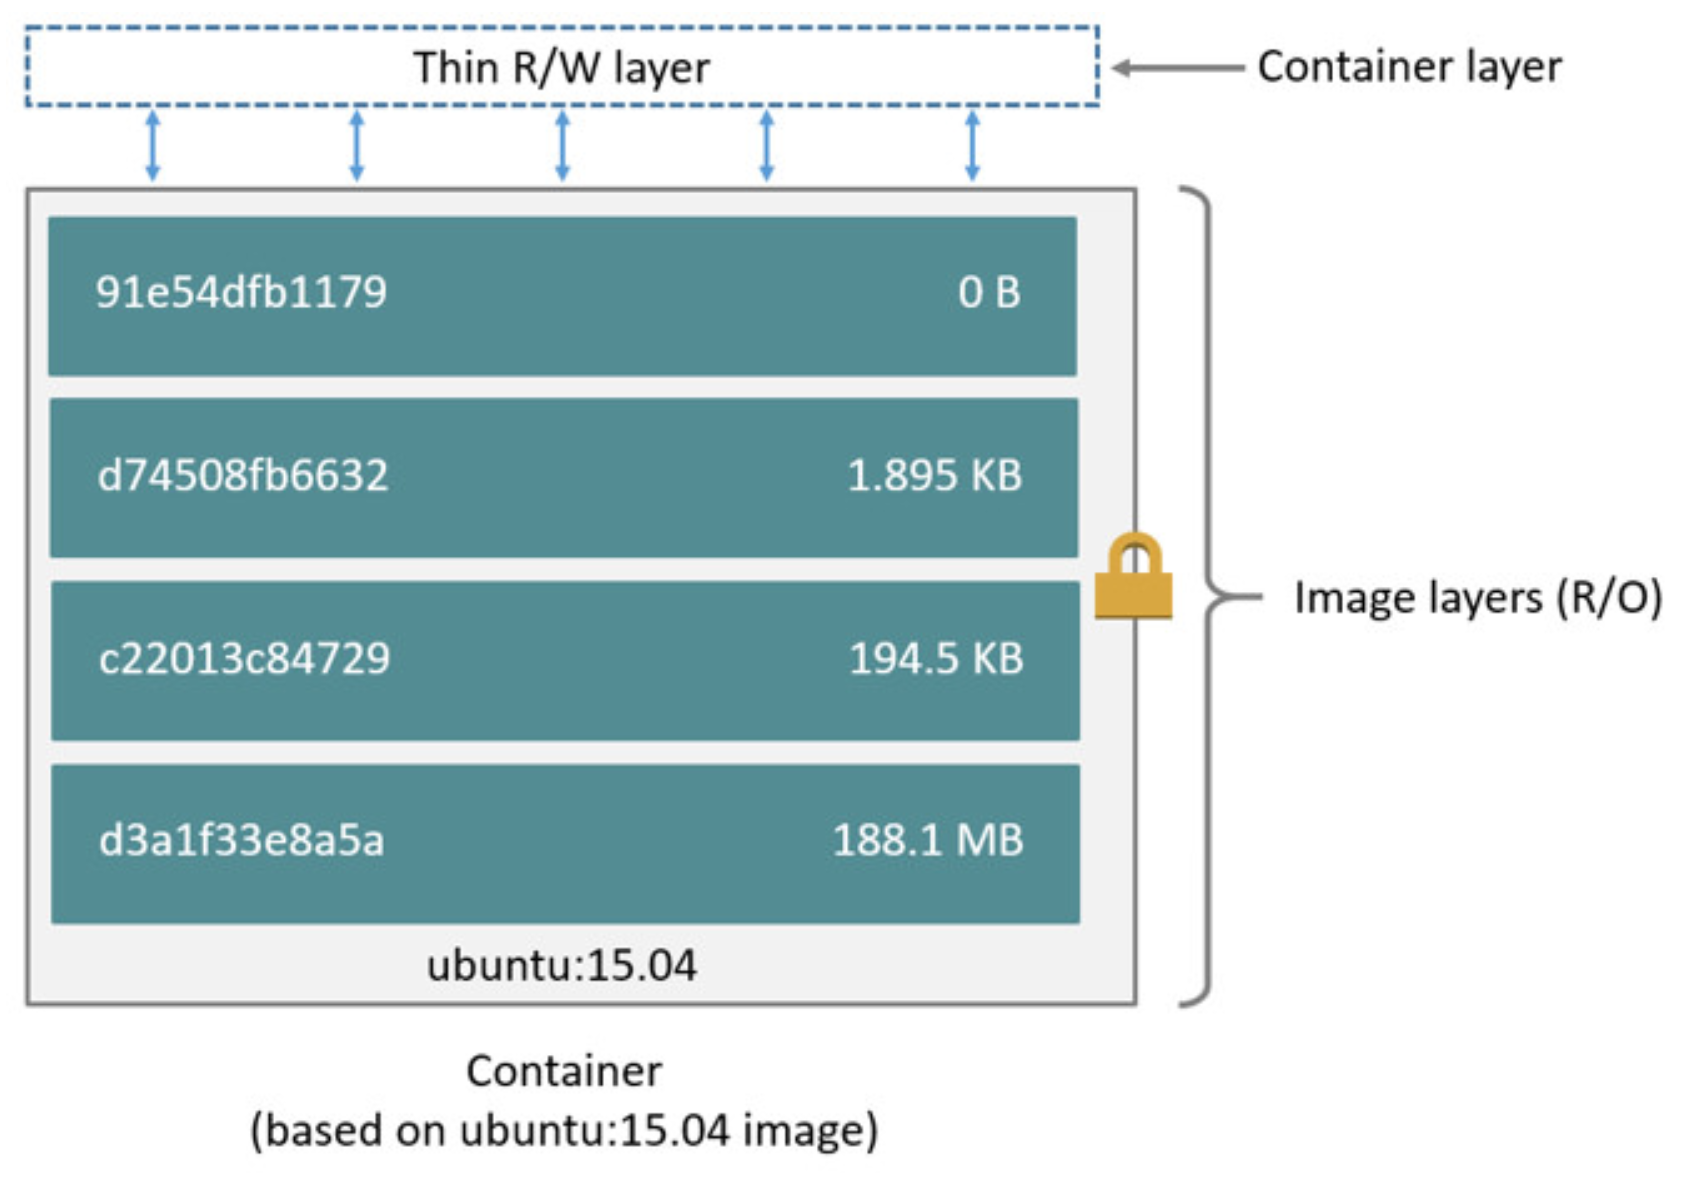 Thin R/W layer
Container layer
91e54dfb1179 0 B
d74508fb6632 1.895 KB
c22013c84729 194.5 KB
Image layers (R/O)
d3a1f33e8a5a 188.1 MB
ubuntu:15.04
Container
(based on ubuntu:15.04 image)